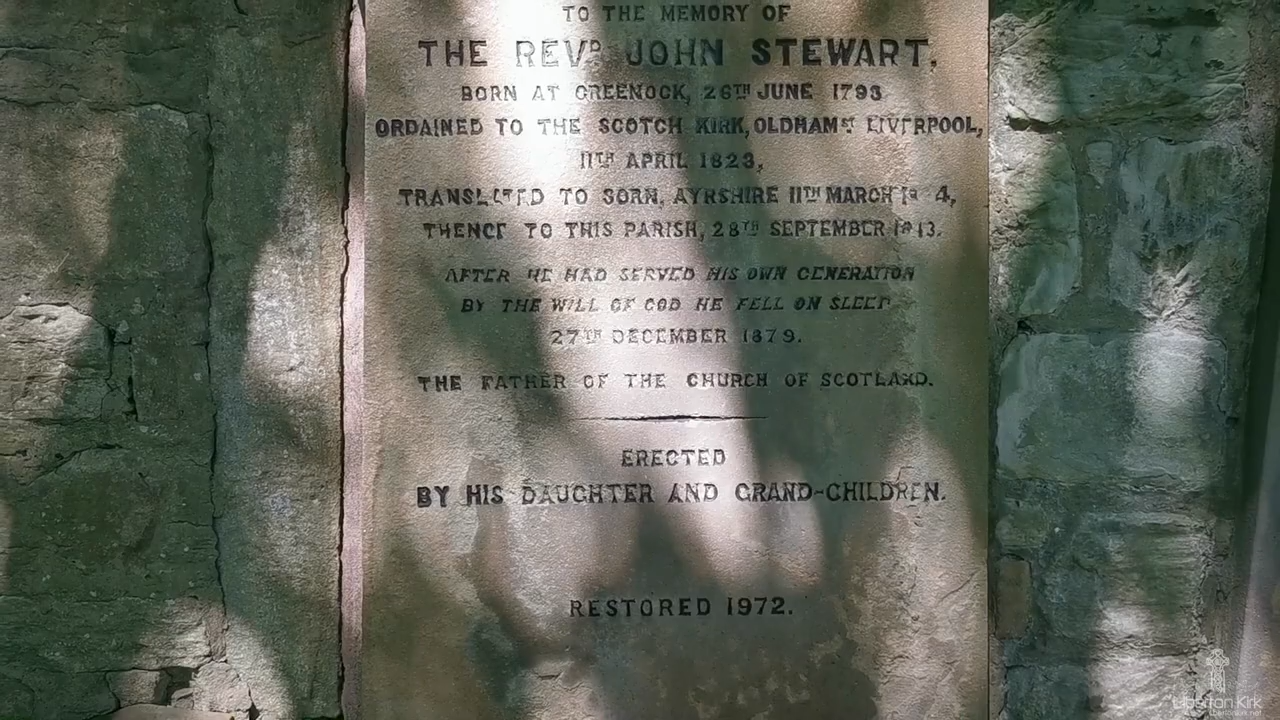 TO THE MEMORY OF
THE REVD JOHN STEWART,
BORN AT GREENOCK, 26TH JUNE 1793
ORDAINED TO THE SCOTCH KIRK, OLDHAM ST LIVERPOOL,
11TH APRIL 1823,
TRANSLATED TO SORN, AYRSHIRE 11TH MARCH
THENCE TO THIS PARISH, 28TH SEPTEMBER
AFTER HE HAD SERVED HIS OWN GENERATION
BY THE WILL OF GOD HE FELL ON SLEEP
27TH DECEMBER 1879.
THE FATHER OF THE CHURCH OF SCOTLAND.
ERECTED
BY HIS DAUGHTER AND GRAND-CHILDREN.
RESTORED 1972.
Liberton Kirk
libertonkirk.net